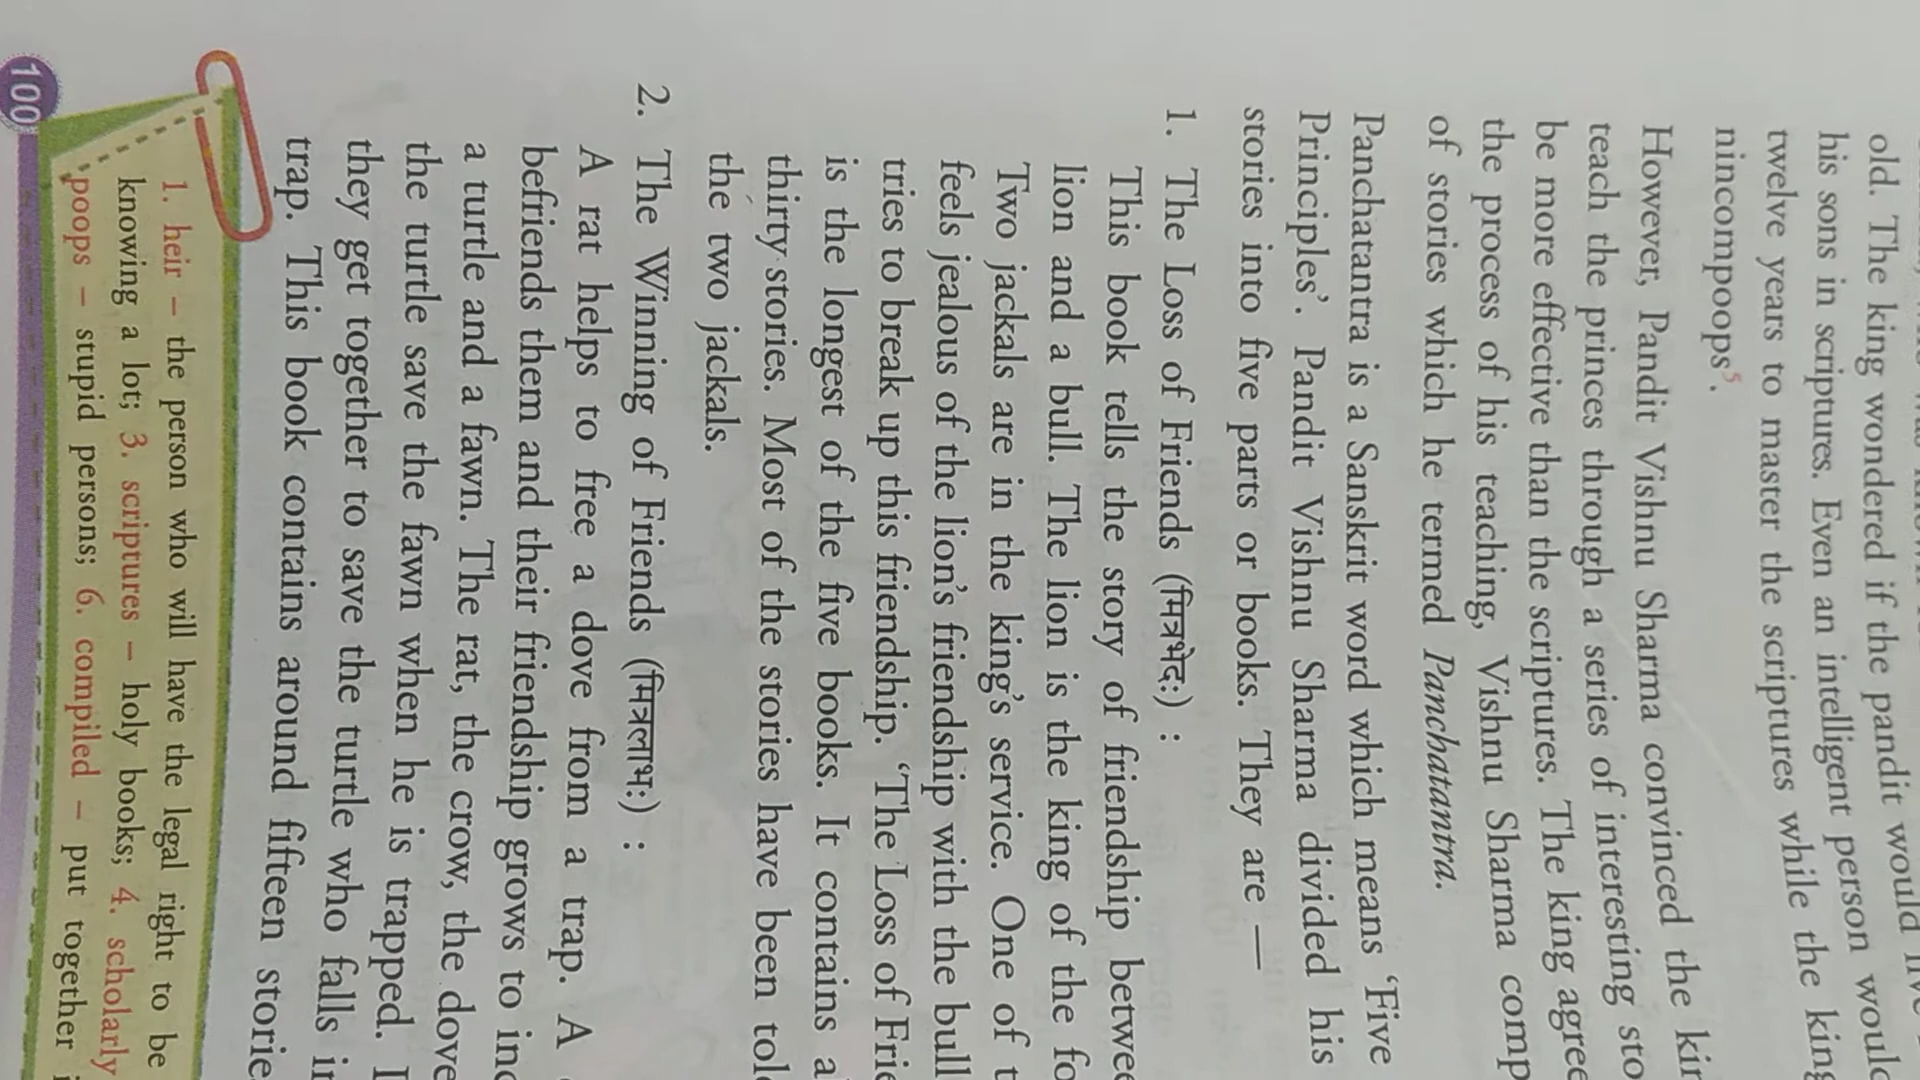 old. The king wondered if the pandit would live
his sons in scriptures. Even an intelligent person would
twelve years to master the scriptures while the king
nincompoops⁵.
However, Pandit Vishnu Sharma convinced the
teach the princes through a series of interesting
be more effective than the scriptures. The king
the process of his teaching, Vishnu Sharma
of stories which he termed Panchatantra.
Panchatantra is a Sanskrit word which means ‘Five
Principles’. Pandit Vishnu Sharma divided his
stories into five parts or books. They are —
1. The Loss of Friends (मित्रभेद:) :
This book tells the story of friendship
lion and a bull. The lion is the king of the
Two jackals are in the king's service. One of
feels jealous of the lion's friendship with the bull
tries to break up this friendship. ‘The Loss of
is the longest of the five books. It contains
thirty stories. Most of the stories have been
the two jackals.
2. The Winning of Friends (मित्रलाभ:) :
A rat helps to free a dove from a trap. A
befriends them and their friendship grows to
a turtle and a fawn. The rat, the crow, the dove
the turtle save the fawn when he is trapped.
they get together to save the turtle who falls
trap. This book contains around fifteen
1. heir – the person who will have the legal right to be
knowing a lot; 3. scriptures – holy books; 4. scholarly
poops – stupid persons; 6. compiled – put together
100